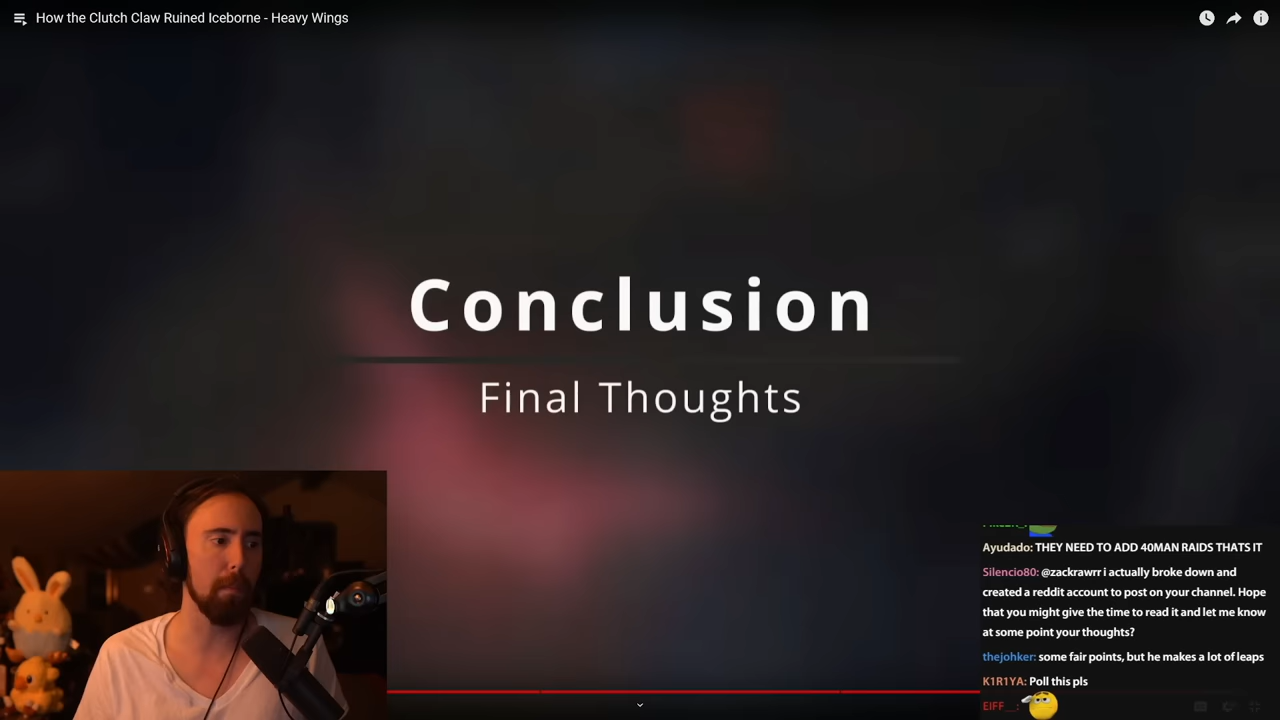 How the Clutch Claw Ruined Iceborne - Heavy Wings
Conclusion
Final Thoughts
Ayudado: THEY NEED TO ADD 40MAN RAIDS THATS IT
Silencio80: @zackrawrr i actually broke down and
created a reddit account to post on your channel. Hope
that you might give the time to read it and let me know
at some point your thoughts?
thejohker: some fair points, but he makes a lot of leaps
K1R1YA: Poll this pls